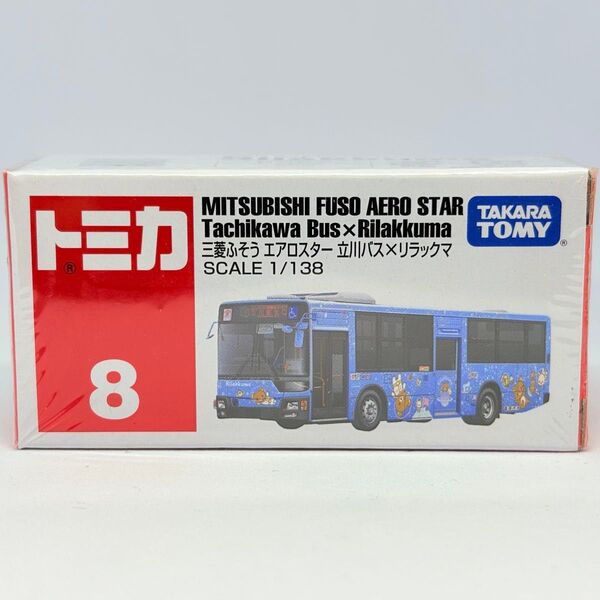 トミカ
®
8
MITSUBISHI FUSO AERO STAR
Tachikawa Bus×Rilakkuma
三菱ふそう エアロスター 立川バス×リラックマ
SCALE 1/138
TAKARA
TOMY
®
Rilakkuma